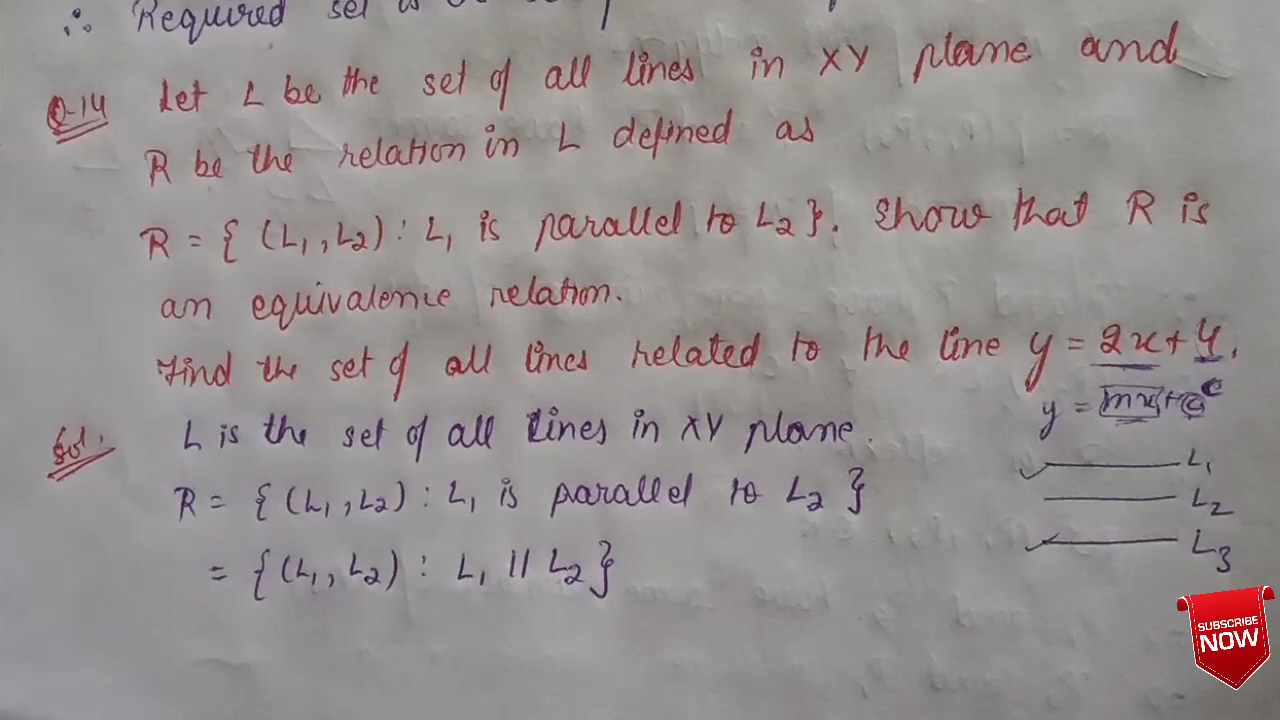 ∴ Required set is
Q-14 Let L be the set of all lines in XY plane and
R be the relation in L defined as
R = { (L1, L2) : L1 is parallel to L2 }. Show that R is
an equivalence relation.
Find the set of all lines related to the line y = 2x + 4.
y = mx + c
Sol. L is the set of all lines in XY plane.
R = { (L1, L2) : L1 is parallel to L2 }
= { (L1, L2) : L1 || L2 }
L1
L2
L3
SUBSCRIBE
NOW